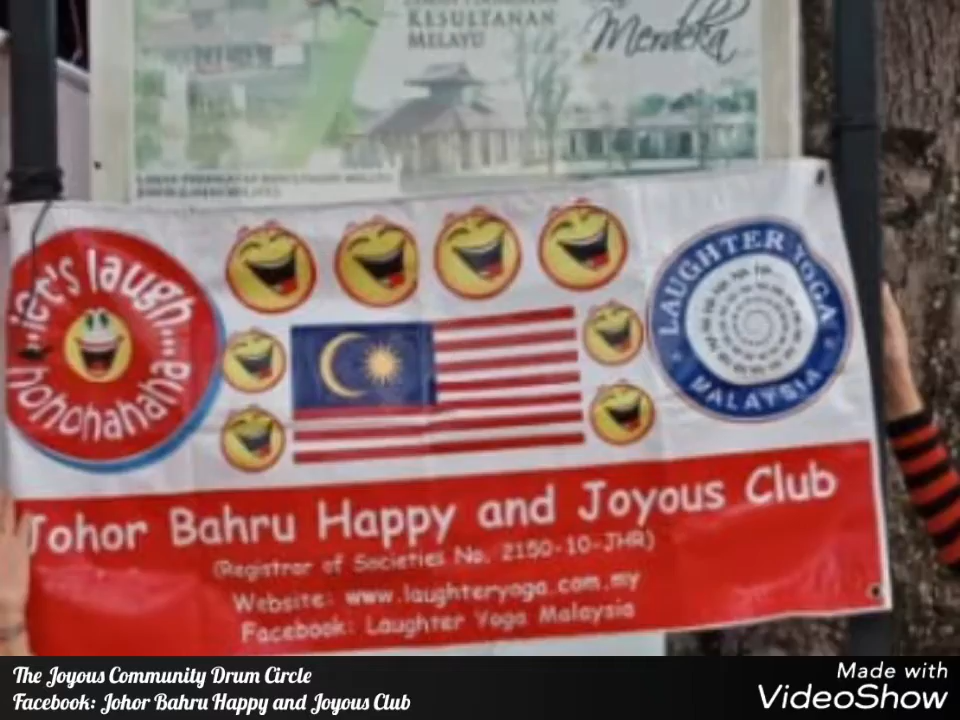 KESULTANAN
MELAYU
Merdeka
Let's laugh...
hohohahaha
LAUGHTER YOGA
MALAYSIA
Johor Bahru Happy and Joyous Club
(Registrar of Societies No. 2150-10-JHR)
Website: www.laughteryoga.com.my
Facebook: Laughter Yoga Malaysia
The Joyous Community Drum Circle
Facebook: Johor Bahru Happy and Joyous Club
Made with
VideoShow